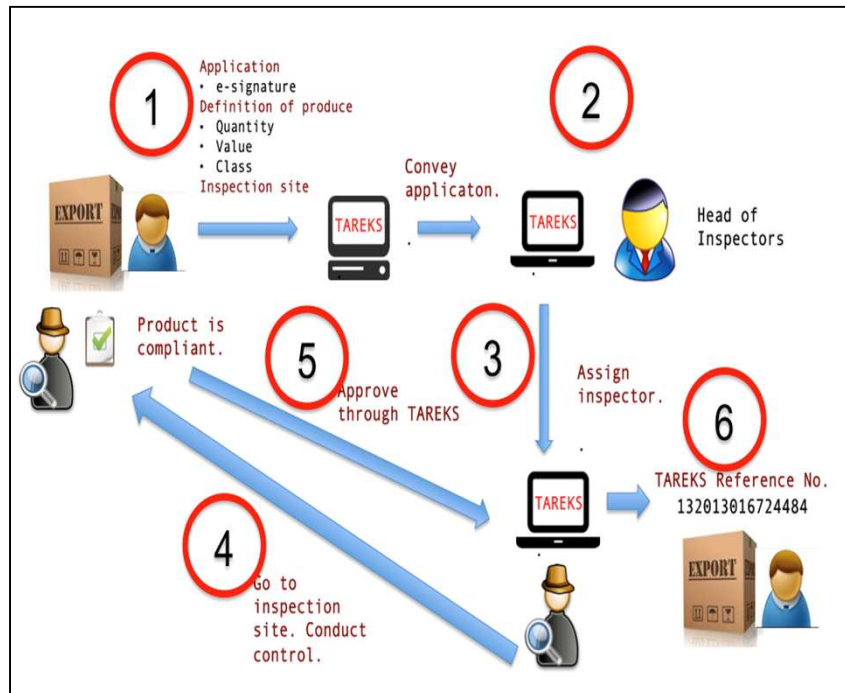 1
Application
• e-signature
Definition of produce
• Quantity
• Value
• Class
Inspection site
EXPORT
TAREKS
Convey
applicaton.
2
TAREKS
Head of
Inspectors
3
Assign
inspector.
TAREKS
4
Go to
inspection
site. Conduct
control.
Product is
compliant.
5
Approve
through TAREKS
6
TAREKS Reference No.
132013016724484
EXPORT